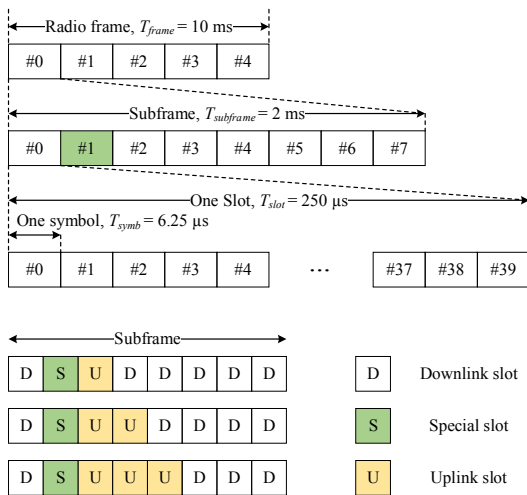 Radio frame, T_frame = 10 ms
#0 #1 #2 #3 #4
Subframe, T_subframe = 2 ms
#0 #1 #2 #3 #4 #5 #6 #7
One Slot, T_slot = 250 µs
One symbol, T_symb = 6.25 µs
#0 #1 #2 #3 #4 ··· #37 #38 #39
Subframe
D S U D D D D D D Downlink slot
D S U U D D D D S Special slot
D S U U U D D D U Uplink slot